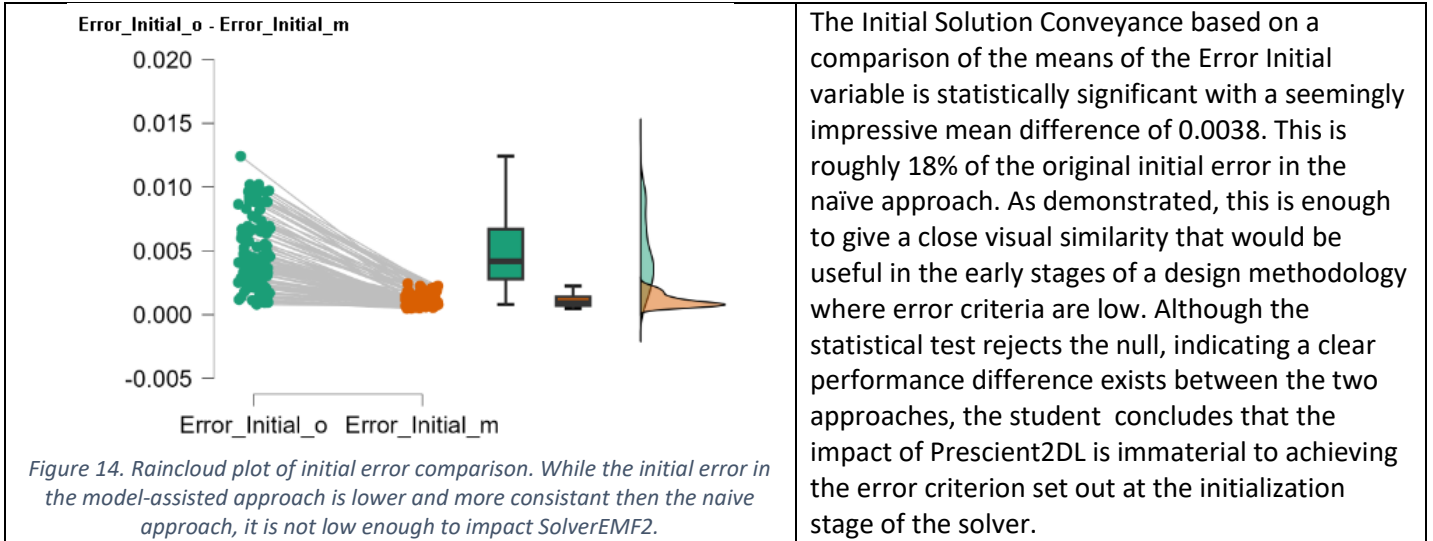 Error_Initial_o - Error_Initial_m
0.020
0.015
0.010
0.005
0.000
-0.005
Error_Initial_o Error_Initial_m
Figure 14. Raincloud plot of initial error comparison. While the initial error in
the model-assisted approach is lower and more consistant then the naive
approach, it is not low enough to impact SolverEMF2.
The Initial Solution Conveyance based on a
comparison of the means of the Error Initial
variable is statistically significant with a seemingly
impressive mean difference of 0.0038. This is
roughly 18% of the original initial error in the
naïve approach. As demonstrated, this is enough
to give a close visual similarity that would be
useful in the early stages of a design methodology
where error criteria are low. Although the
statistical test rejects the null, indicating a clear
performance difference exists between the two
approaches, the student  concludes that the
impact of Prescient2DL is immaterial to achieving
the error criterion set out at the initialization
stage of the solver.